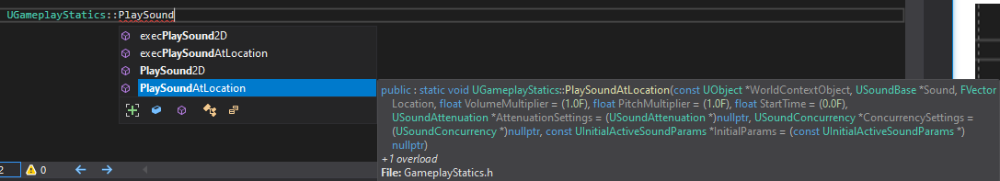 UGameplayStatics::PlaySound
execPlaySound2D
execPlaySoundAtLocation
PlaySound2D
PlaySoundAtLocation
public : static void UGameplayStatics::PlaySoundAtLocation(const UObject *WorldContextObject, USoundBase *Sound, FVector
Location, float VolumeMultiplier = (1.0F), float PitchMultiplier = (1.0F), float StartTime = (0.0F),
USoundAttenuation *AttenuationSettings = (USoundAttenuation *)nullptr, USoundConcurrency *ConcurrencySettings =
(USoundConcurrency *)nullptr, const UInitialActiveSoundParams *InitialParams = (const UInitialActiveSoundParams *)
nullptr)
+1 overload
File: GameplayStatics.h
2
0